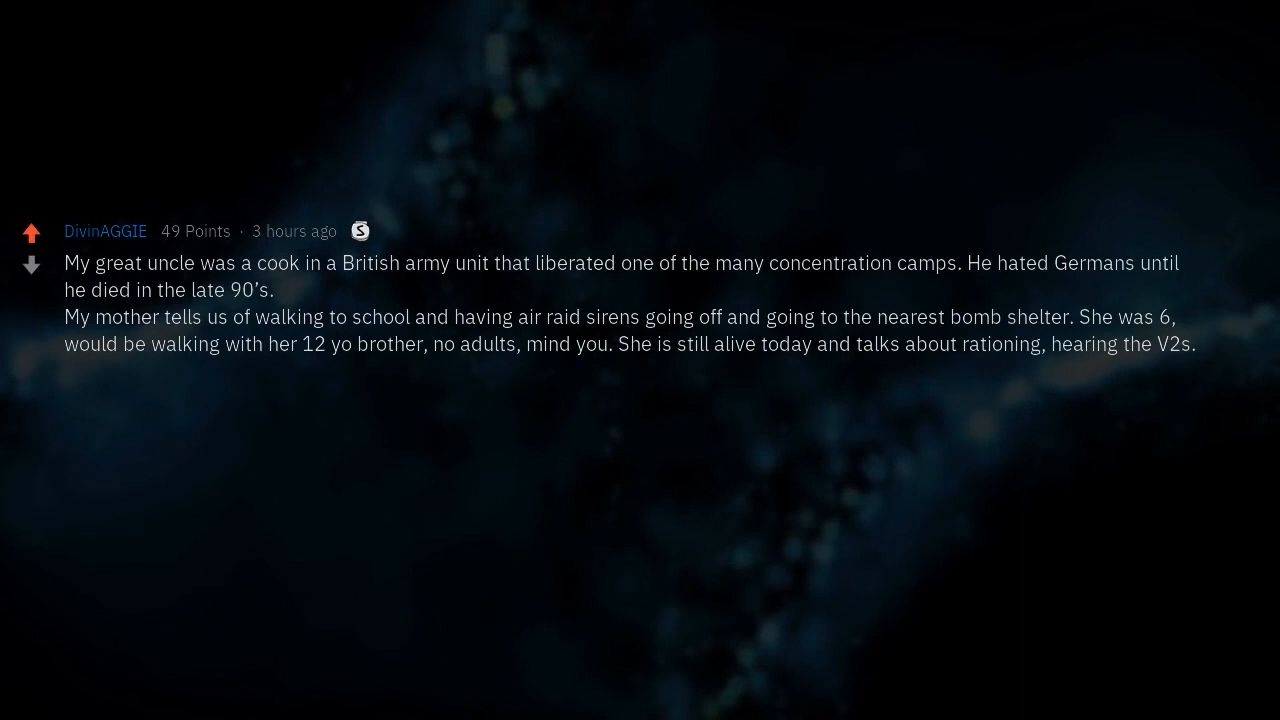 DivinAGGIE 49 Points · 3 hours ago S
My great uncle was a cook in a British army unit that liberated one of the many concentration camps. He hated Germans until
he died in the late 90’s.
My mother tells us of walking to school and having air raid sirens going off and going to the nearest bomb shelter. She was 6,
would be walking with her 12 yo brother, no adults, mind you. She is still alive today and talks about rationing, hearing the V2s.